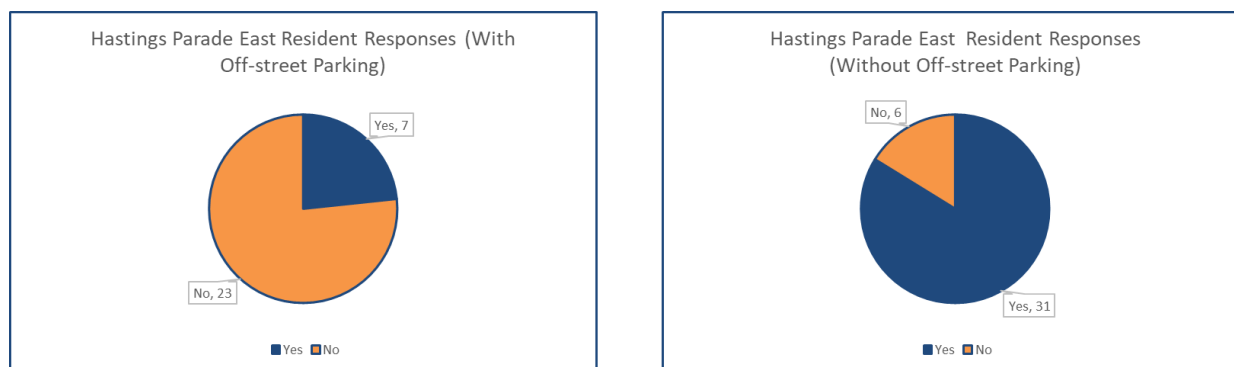 Hastings Parade East Resident Responses (With
Off-street Parking)
Yes, 7
No, 23
Yes No
Hastings Parade East Resident Responses
(Without Off-street Parking)
No, 6
Yes, 31
Yes No